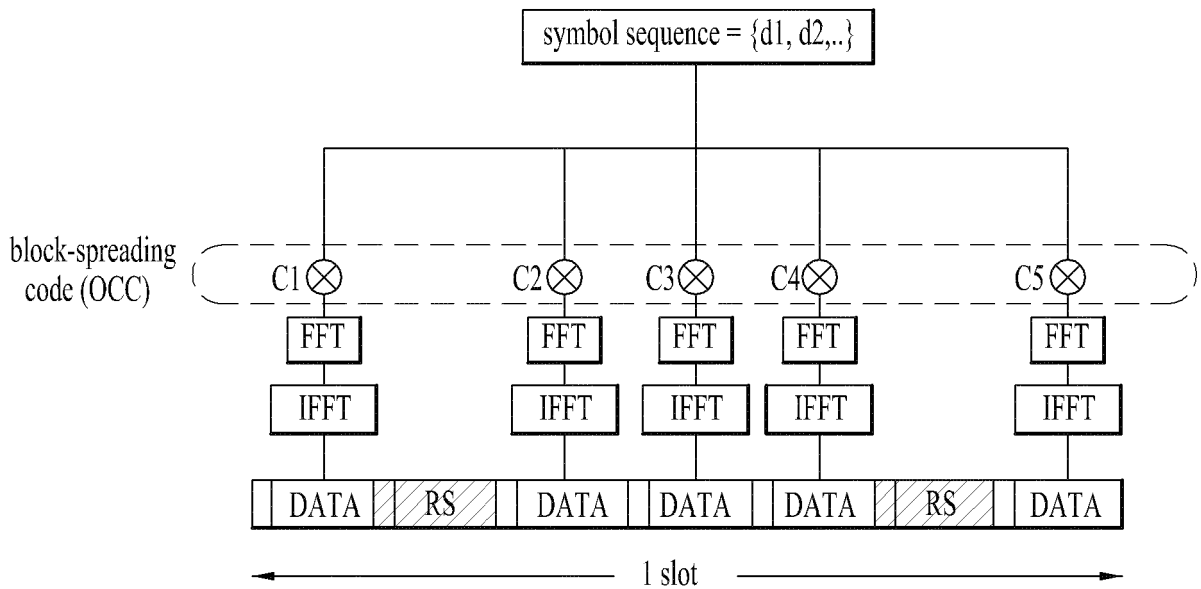 symbol sequence = {d1, d2,..}
block-spreading
code (OCC)
C1 C2 C3 C4 C5
FFT FFT FFT FFT FFT
IFFT IFFT IFFT IFFT IFFT
DATA RS DATA DATA DATA RS DATA
1 slot